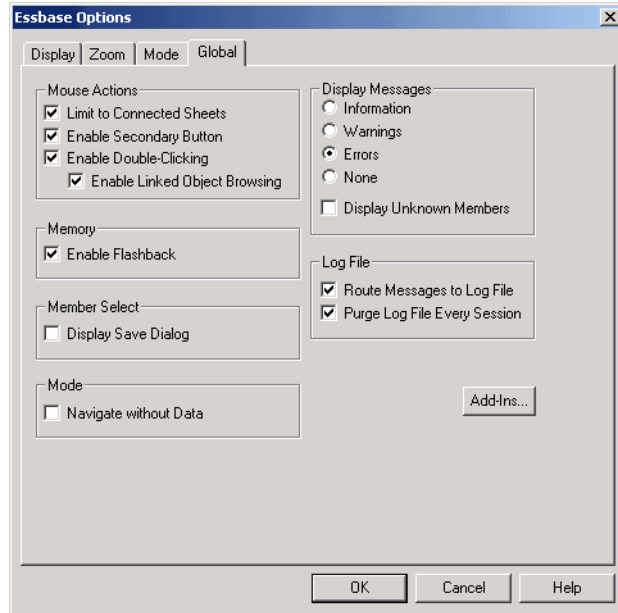 Essbase Options
Display Zoom Mode Global
Mouse Actions
Limit to Connected Sheets
Enable Secondary Button
Enable Double-Clicking
Enable Linked Object Browsing
Memory
Enable Flashback
Member Select
Display Save Dialog
Mode
Navigate without Data
Display Messages
Information
Warnings
Errors
None
Display Unknown Members
Log File
Route Messages to Log File
Purge Log File Every Session
Add-Ins...
OK Cancel Help